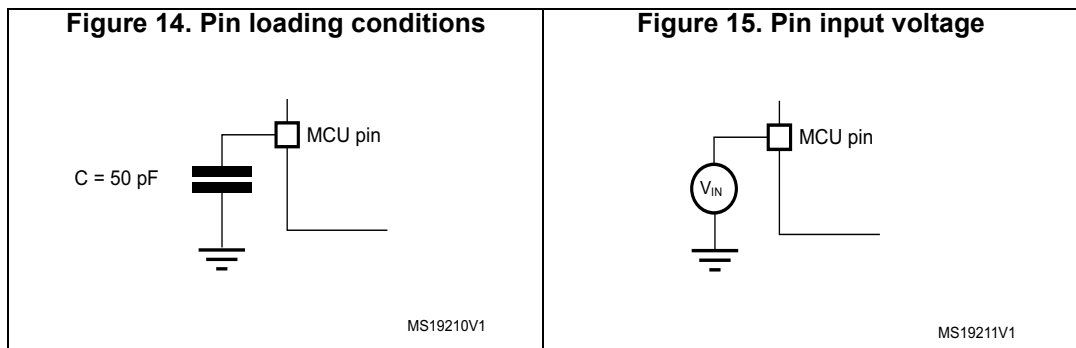 Figure 14. Pin loading conditions
MCU pin
C = 50 pF
MS19210V1
Figure 15. Pin input voltage
MCU pin
VIN
MS19211V1